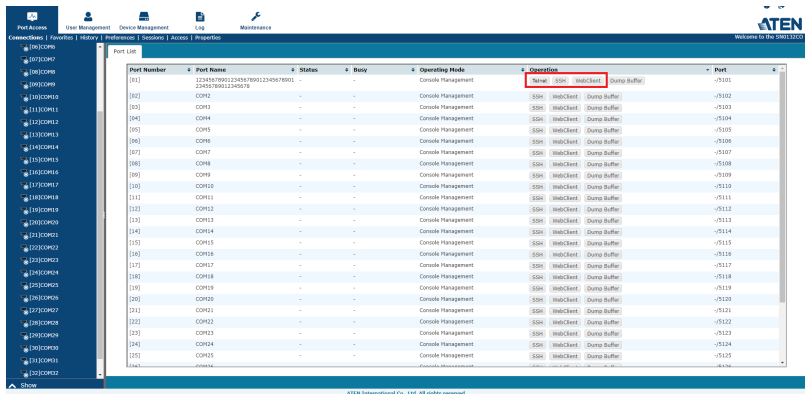 Port Access User Management Device Management Log Maintenance
ATEN
Connections | Favorites | History | Preferences | Sessions | Access | Properties
Welcome to the SN0132CO
[06]COM6
[07]COM7
[08]COM8
[09]COM9
[10]COM10
[11]COM11
[12]COM12
[13]COM13
[14]COM14
[15]COM15
[16]COM16
[17]COM17
[18]COM18
[19]COM19
[20]COM20
[21]COM21
[22]COM22
[23]COM23
[24]COM24
[25]COM25
[26]COM26
[27]COM27
[28]COM28
[29]COM29
[30]COM30
[31]COM31
[32]COM32
Show
Port List
Port Number Port Name Status Busy Operating Mode Operation Port
[01] 1234567890123456789012345678901 - - Console Management Telnet SSH WebClient Dump Buffer -/5101
23456789012345678
[02] COM2 - - Console Management SSH WebClient Dump Buffer -/5102
[03] COM3 - - Console Management SSH WebClient Dump Buffer -/5103
[04] COM4 - - Console Management SSH WebClient Dump Buffer -/5104
[05] COM5 - - Console Management SSH WebClient Dump Buffer -/5105
[06] COM6 - - Console Management SSH WebClient Dump Buffer -/5106
[07] COM7 - - Console Management SSH WebClient Dump Buffer -/5107
[08] COM8 - - Console Management SSH WebClient Dump Buffer -/5108
[09] COM9 - - Console Management SSH WebClient Dump Buffer -/5109
[10] COM10 - - Console Management SSH WebClient Dump Buffer -/5110
[11] COM11 - - Console Management SSH WebClient Dump Buffer -/5111
[12] COM12 - - Console Management SSH WebClient Dump Buffer -/5112
[13] COM13 - - Console Management SSH WebClient Dump Buffer -/5113
[14] COM14 - - Console Management SSH WebClient Dump Buffer -/5114
[15] COM15 - - Console Management SSH WebClient Dump Buffer -/5115
[16] COM16 - - Console Management SSH WebClient Dump Buffer -/5116
[17] COM17 - - Console Management SSH WebClient Dump Buffer -/5117
[18] COM18 - - Console Management SSH WebClient Dump Buffer -/5118
[19] COM19 - - Console Management SSH WebClient Dump Buffer -/5119
[20] COM20 - - Console Management SSH WebClient Dump Buffer -/5120
[21] COM21 - - Console Management SSH WebClient Dump Buffer -/5121
[22] COM22 - - Console Management SSH WebClient Dump Buffer -/5122
[23] COM23 - - Console Management SSH WebClient Dump Buffer -/5123
[24] COM24 - - Console Management SSH WebClient Dump Buffer -/5124
[25] COM25 - - Console Management SSH WebClient Dump Buffer -/5125
ATEN International Co., Ltd. All rights reserved.